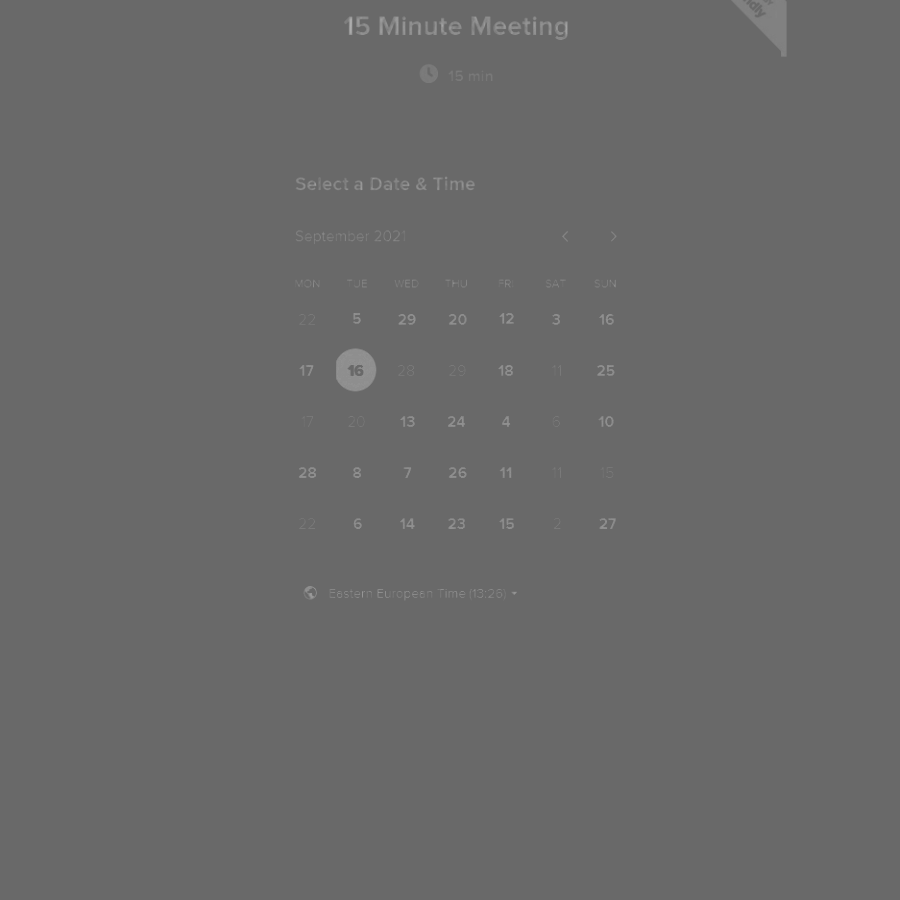 15 Minute Meeting
15 min
Select a Date & Time
September 2021
MON TUE WED THU FRI SAT SUN
22 5 29 20 12 3 16
17 16 28 29 18 11 25
17 20 13 24 4 6 10
28 8 7 26 11 11 15
22 6 14 23 15 2 27
Eastern European Time (13:26)